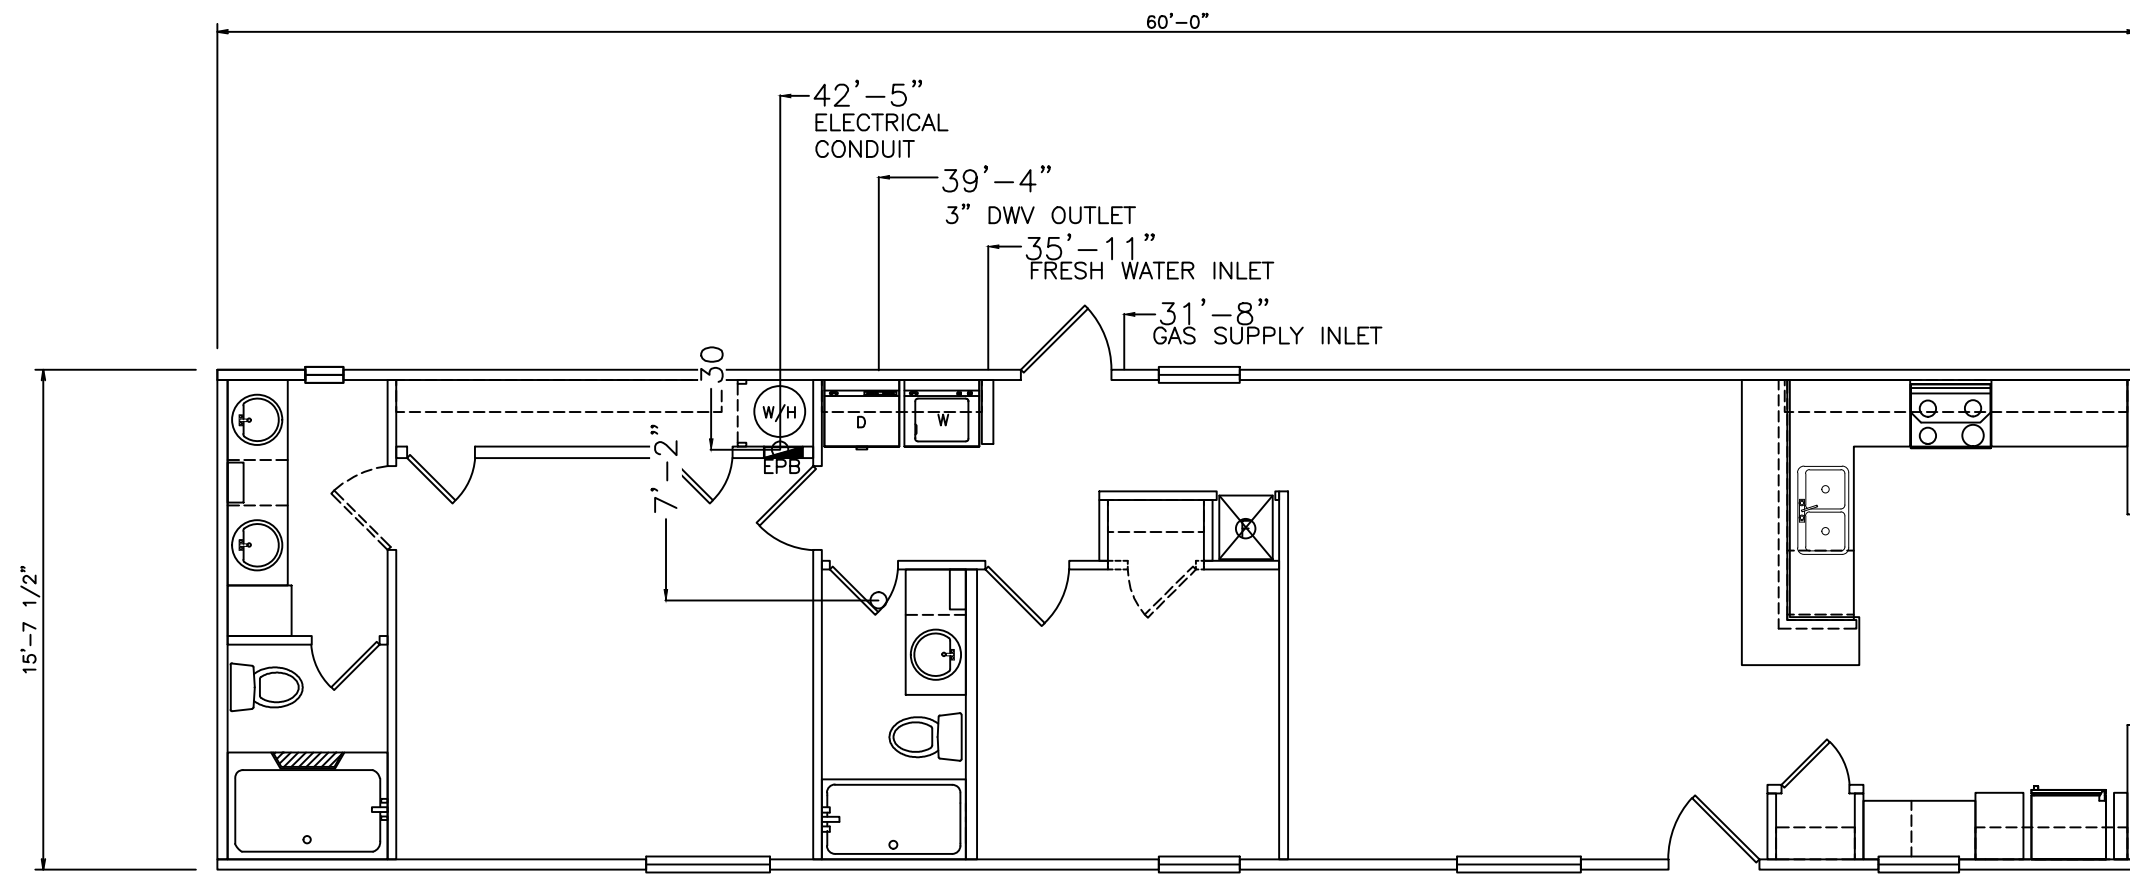 60'-0"
42'-5"
ELECTRICAL
CONDUIT
39'-4"
3" DWV OUTLET
35'-11"
FRESH WATER INLET
31'-8"
GAS SUPPLY INLET
30
W/H
D
W
EPB
7'-2"
F
15'-7 1/2"